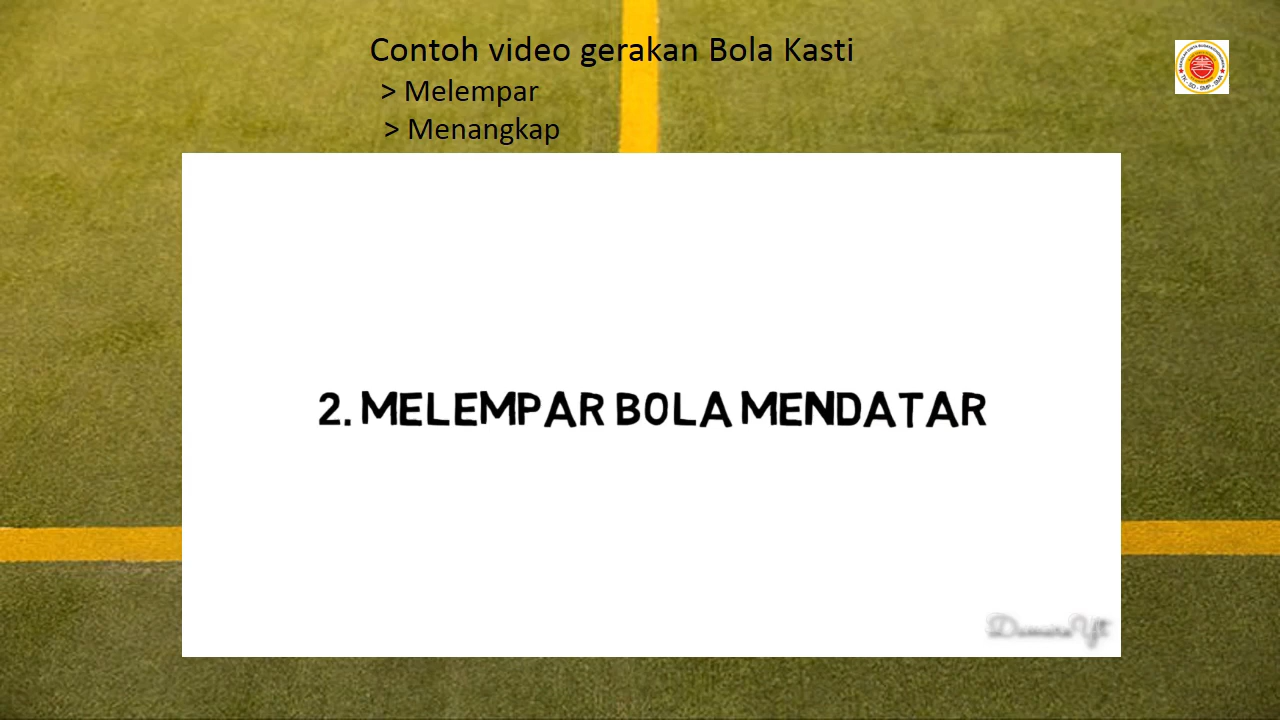 Contoh video gerakan Bola Kasti
> Melempar
> Menangkap
2. MELEMPAR BOLA MENDATAR